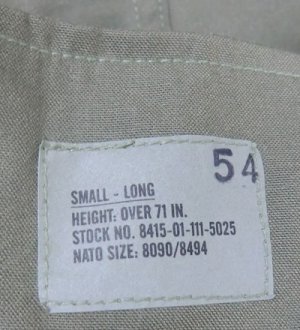 54
SMALL - LONG
HEIGHT: OVER 71 IN.
STOCK NO. 8415-01-111-5025
NATO SIZE: 8090/8494